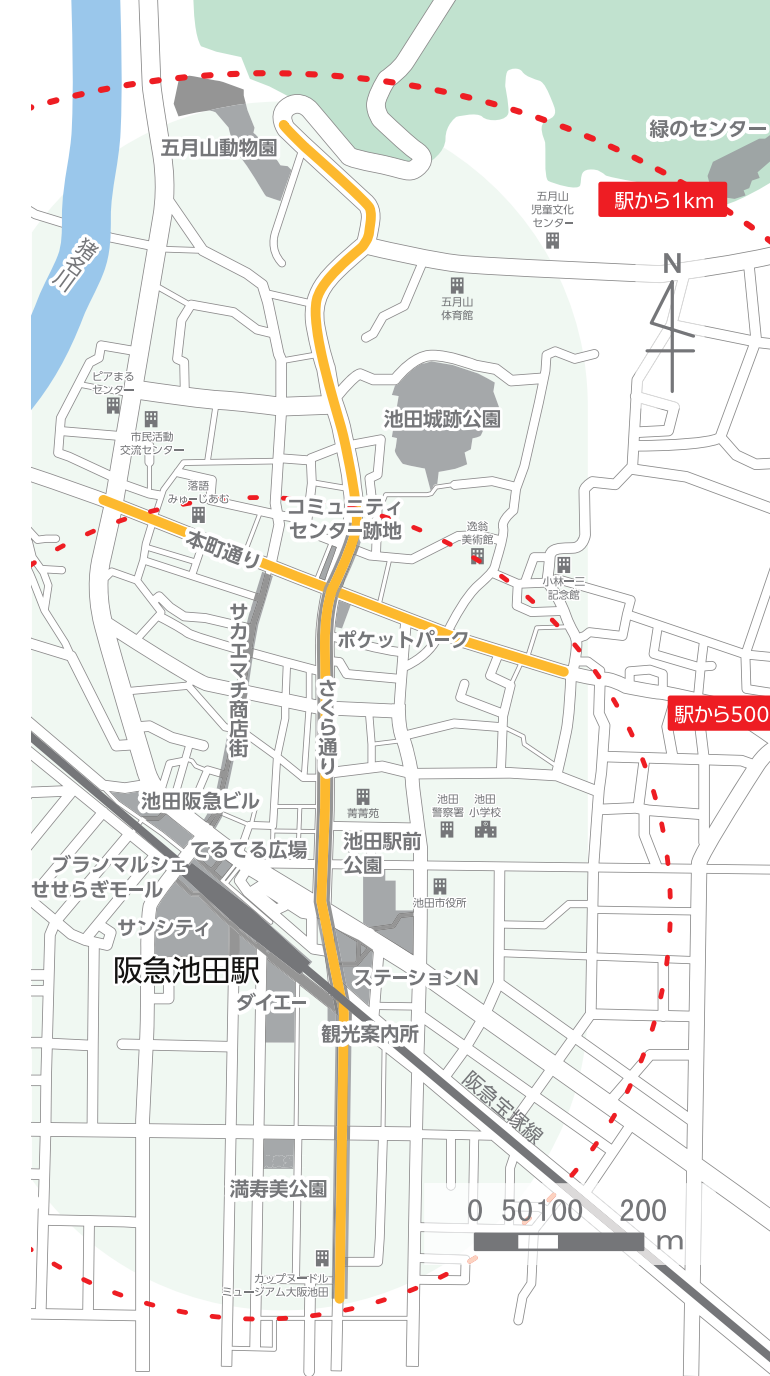 緑のセンター
五月山動物園
駅から1km
五月山
児童文化
センター
猪名川
N
五月山
体育館
ピアまる
センター
市民活動
交流センター
池田城跡公園
落語
みゅーじあむ
コミュニティ
センター跡地
逸翁
美術館
本町通り
小林一三
記念館
サカエマチ商店街
ポケットパーク
さくら通り
駅から500
池田阪急ビル
菁菁苑
池田
警察署
池田
小学校
てるてる広場
池田駅前
公園
ブランマルシェ
せせらぎモール
池田市役所
サンシティ
阪急池田駅
ステーションN
ダイエー
観光案内所
阪急宝塚線
満寿美公園
0 50 100 200
m
カップヌードル
ミュージアム大阪池田